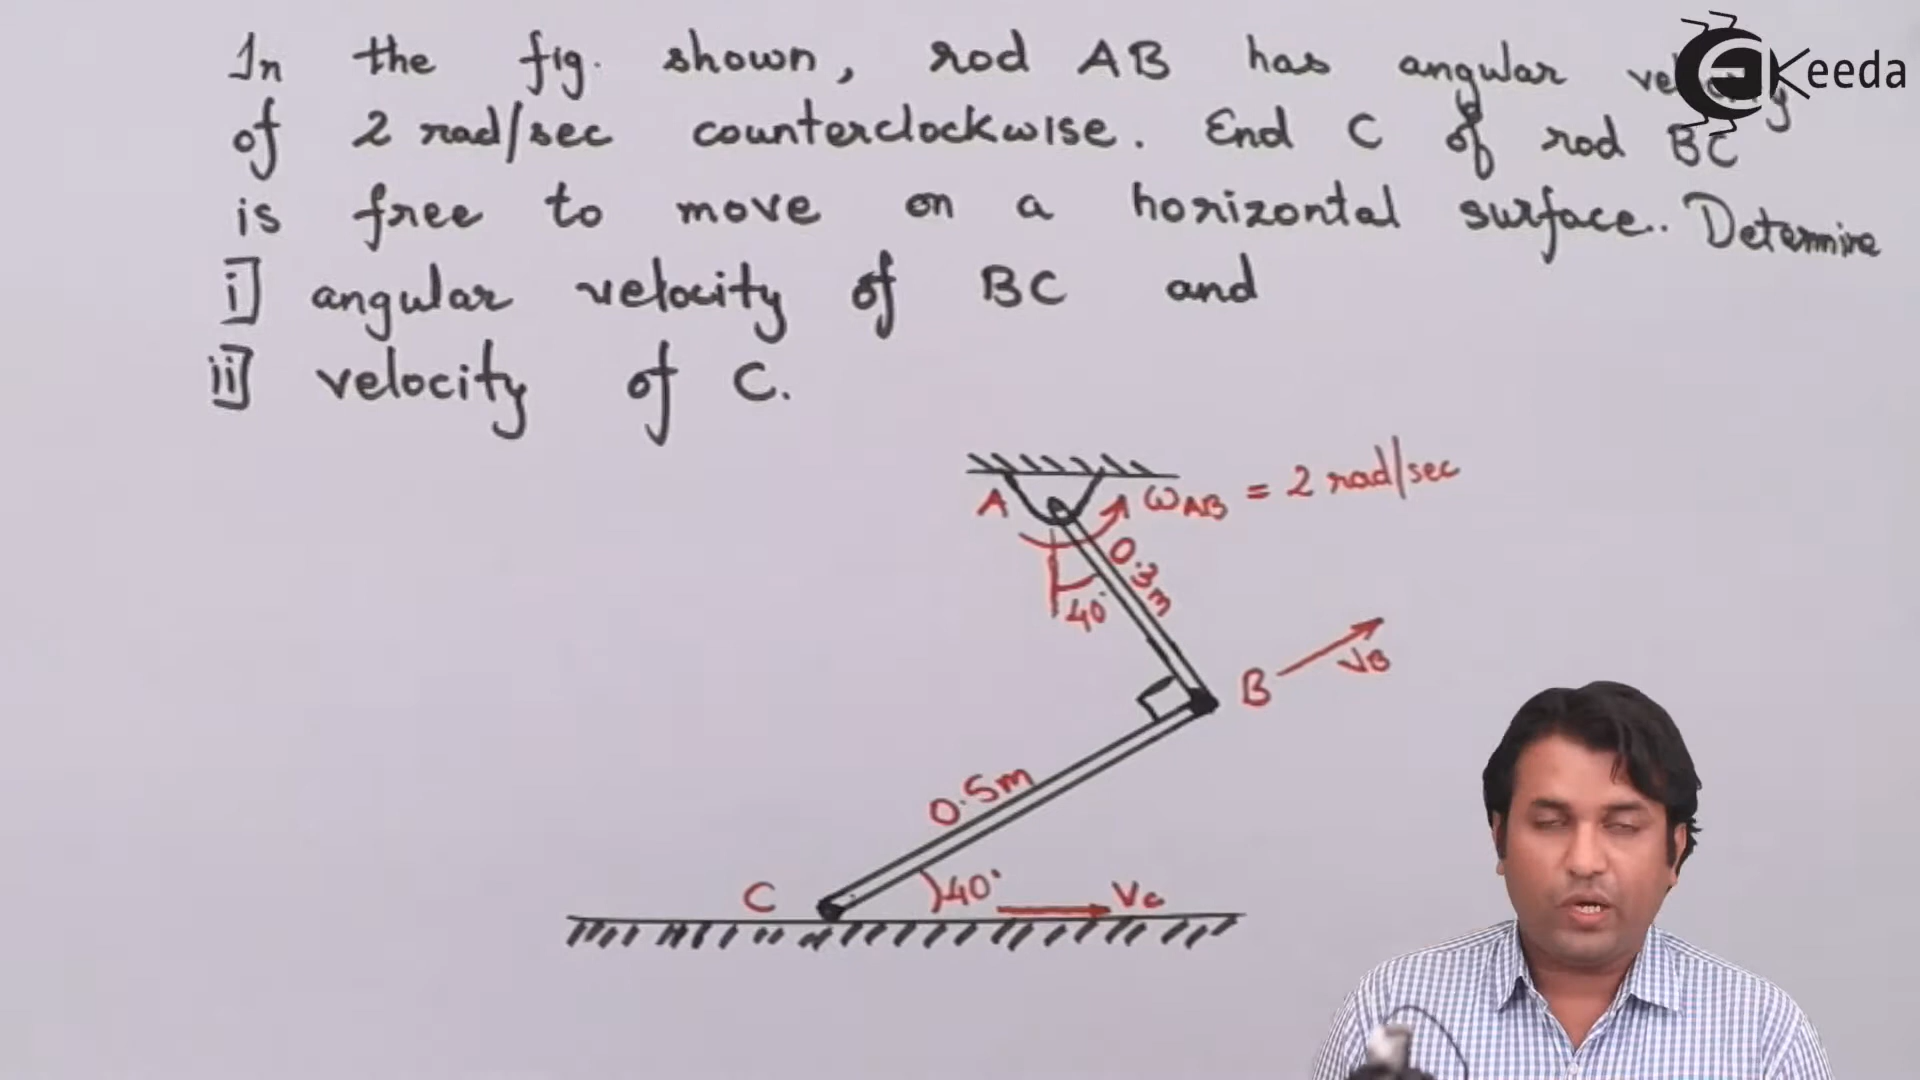 In the fig. shown, rod AB has angular velocity
Keeda
of 2 rad/sec counterclockwise. End C of rod BC
is free to move on a horizontal surface.. Determine
i] angular velocity of BC and
ii] velocity of C.
A
ωAB = 2 rad/sec
0.3m
40°
B
VB
0.5m
C
40°
Vc